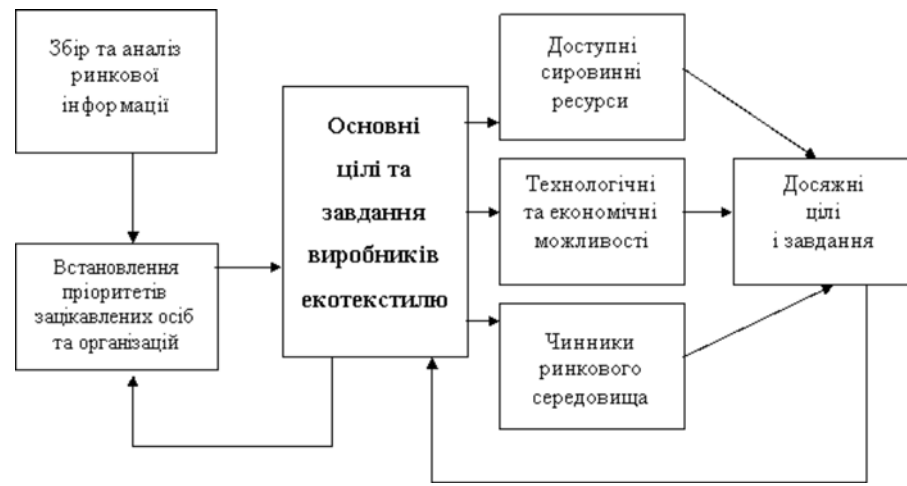 Збір та аналіз
ринкової
інформації
Встановлення
пріоритетів
зацікавлених осіб
та організацій
Основні
цілі та
завдання
виробників
екотекстилю
Доступні
сировинні
ресурси
Технологічні
та економічні
можливості
Чинники
ринкового
середовища
Досяжні
цілі
і завдання